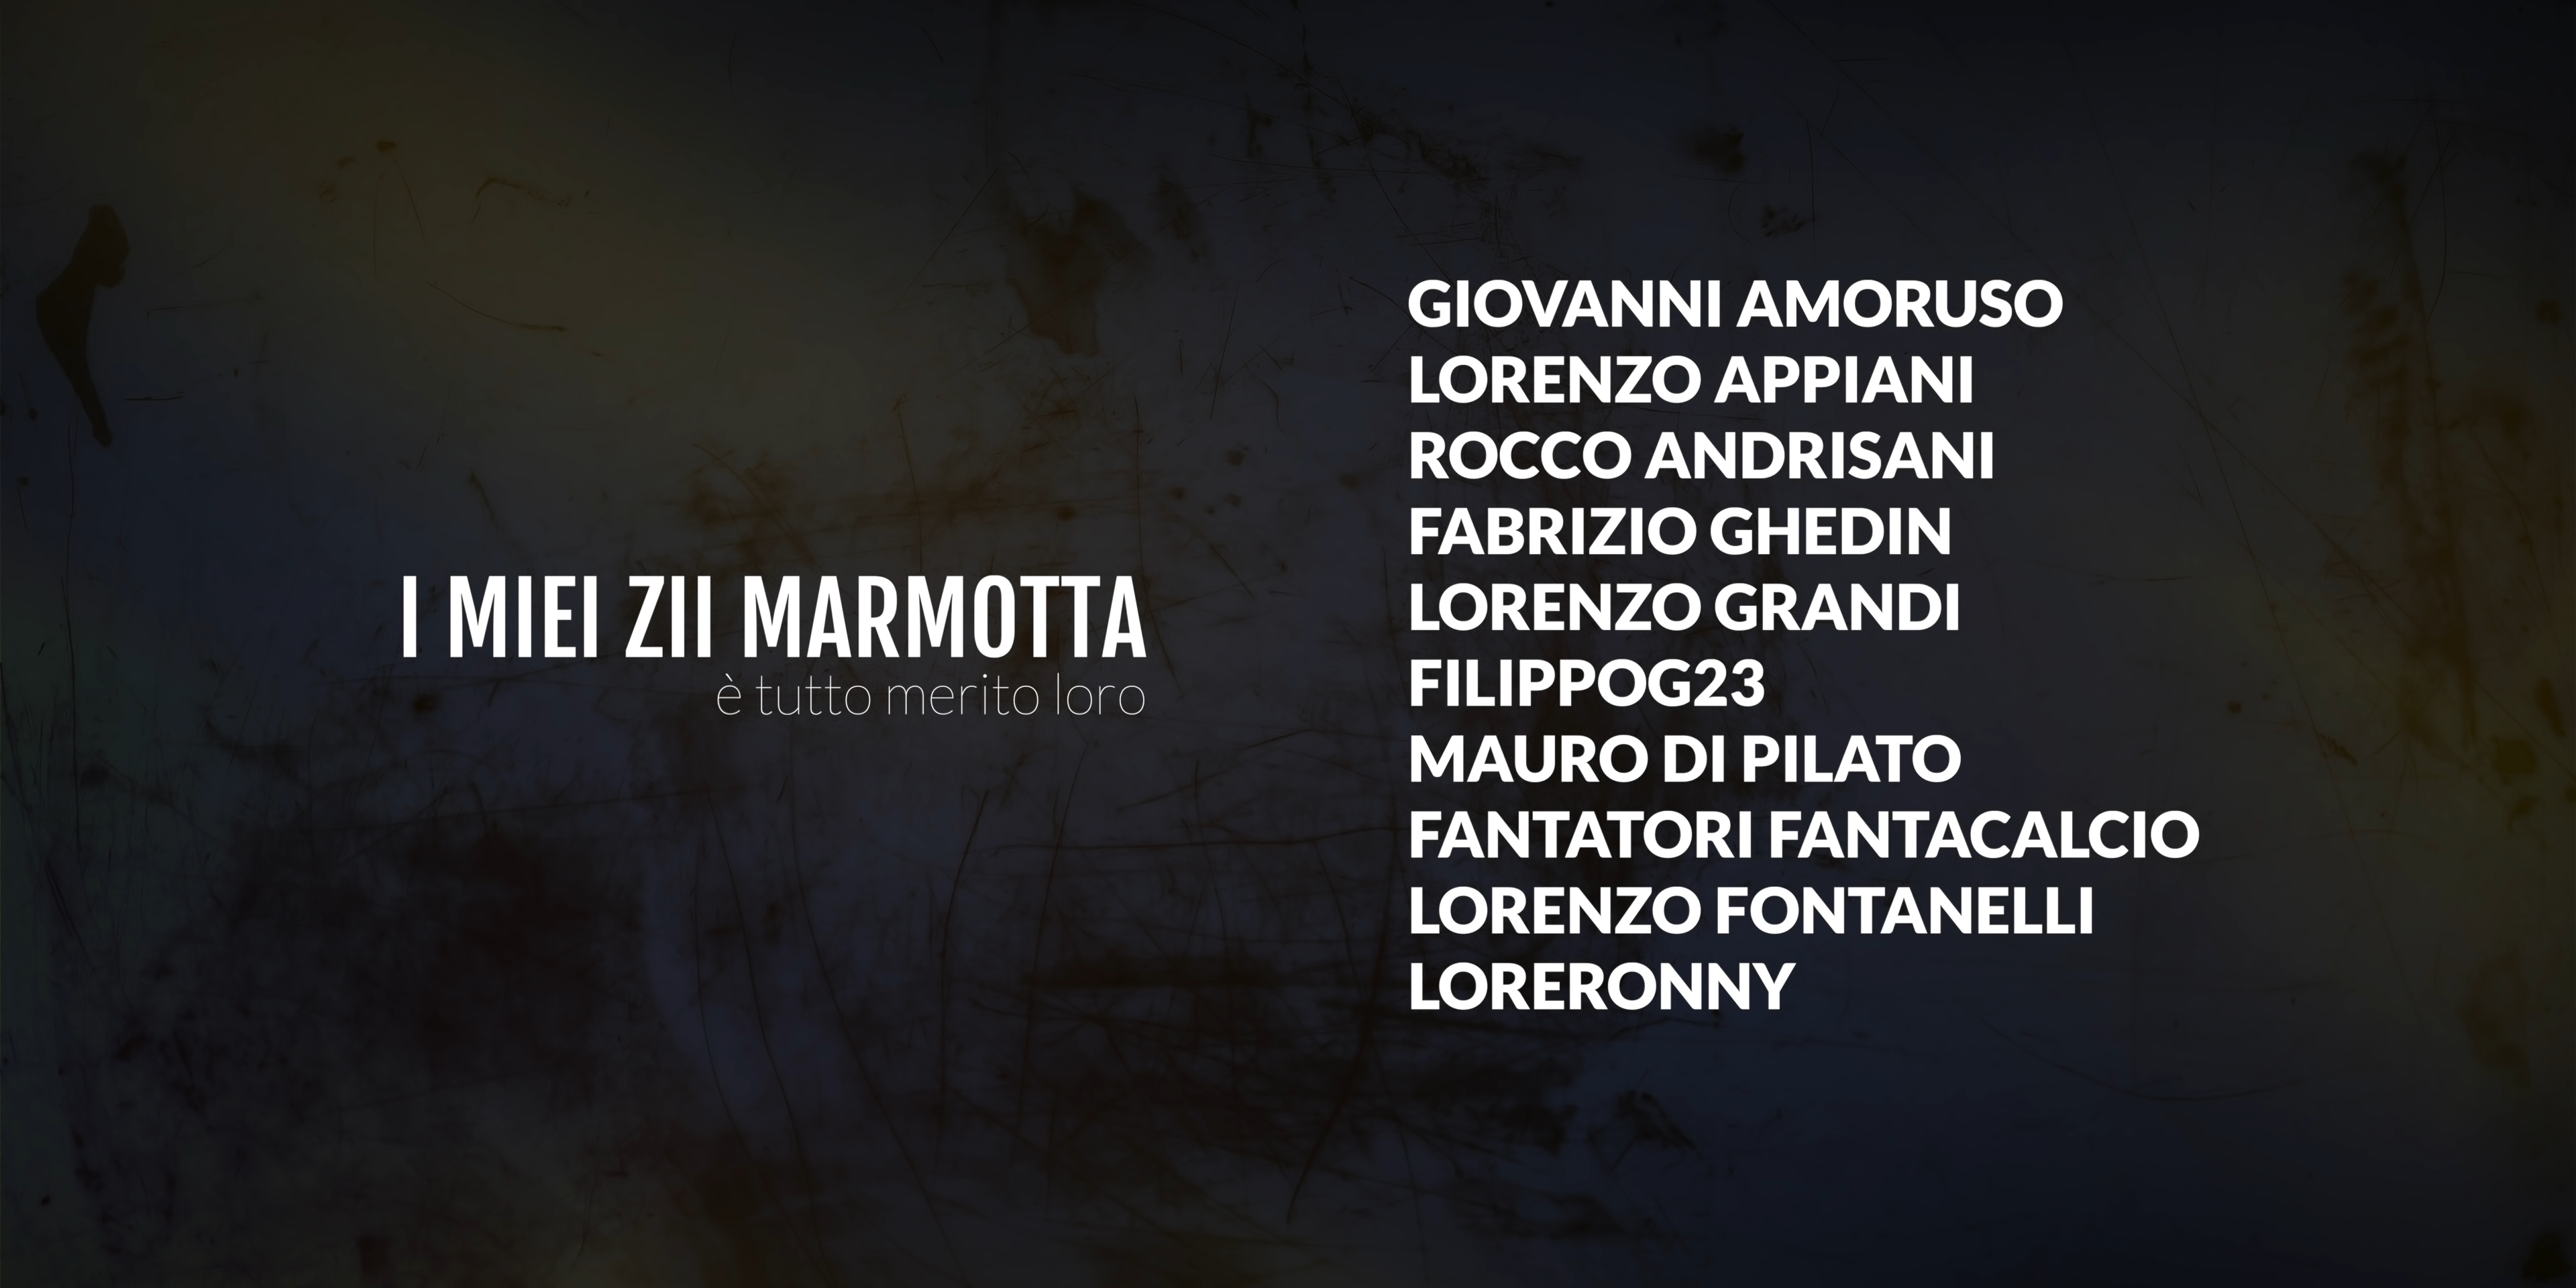 I MIEI ZII MARMOTTA
è tutto merito loro
GIOVANNI AMORUSO
LORENZO APPIANI
ROCCO ANDRISANI
FABRIZIO GHEDIN
LORENZO GRANDI
FILIPPOG23
MAURO DI PILATO
FANTATORI FANTACALCIO
LORENZO FONTANELLI
LORERONNY